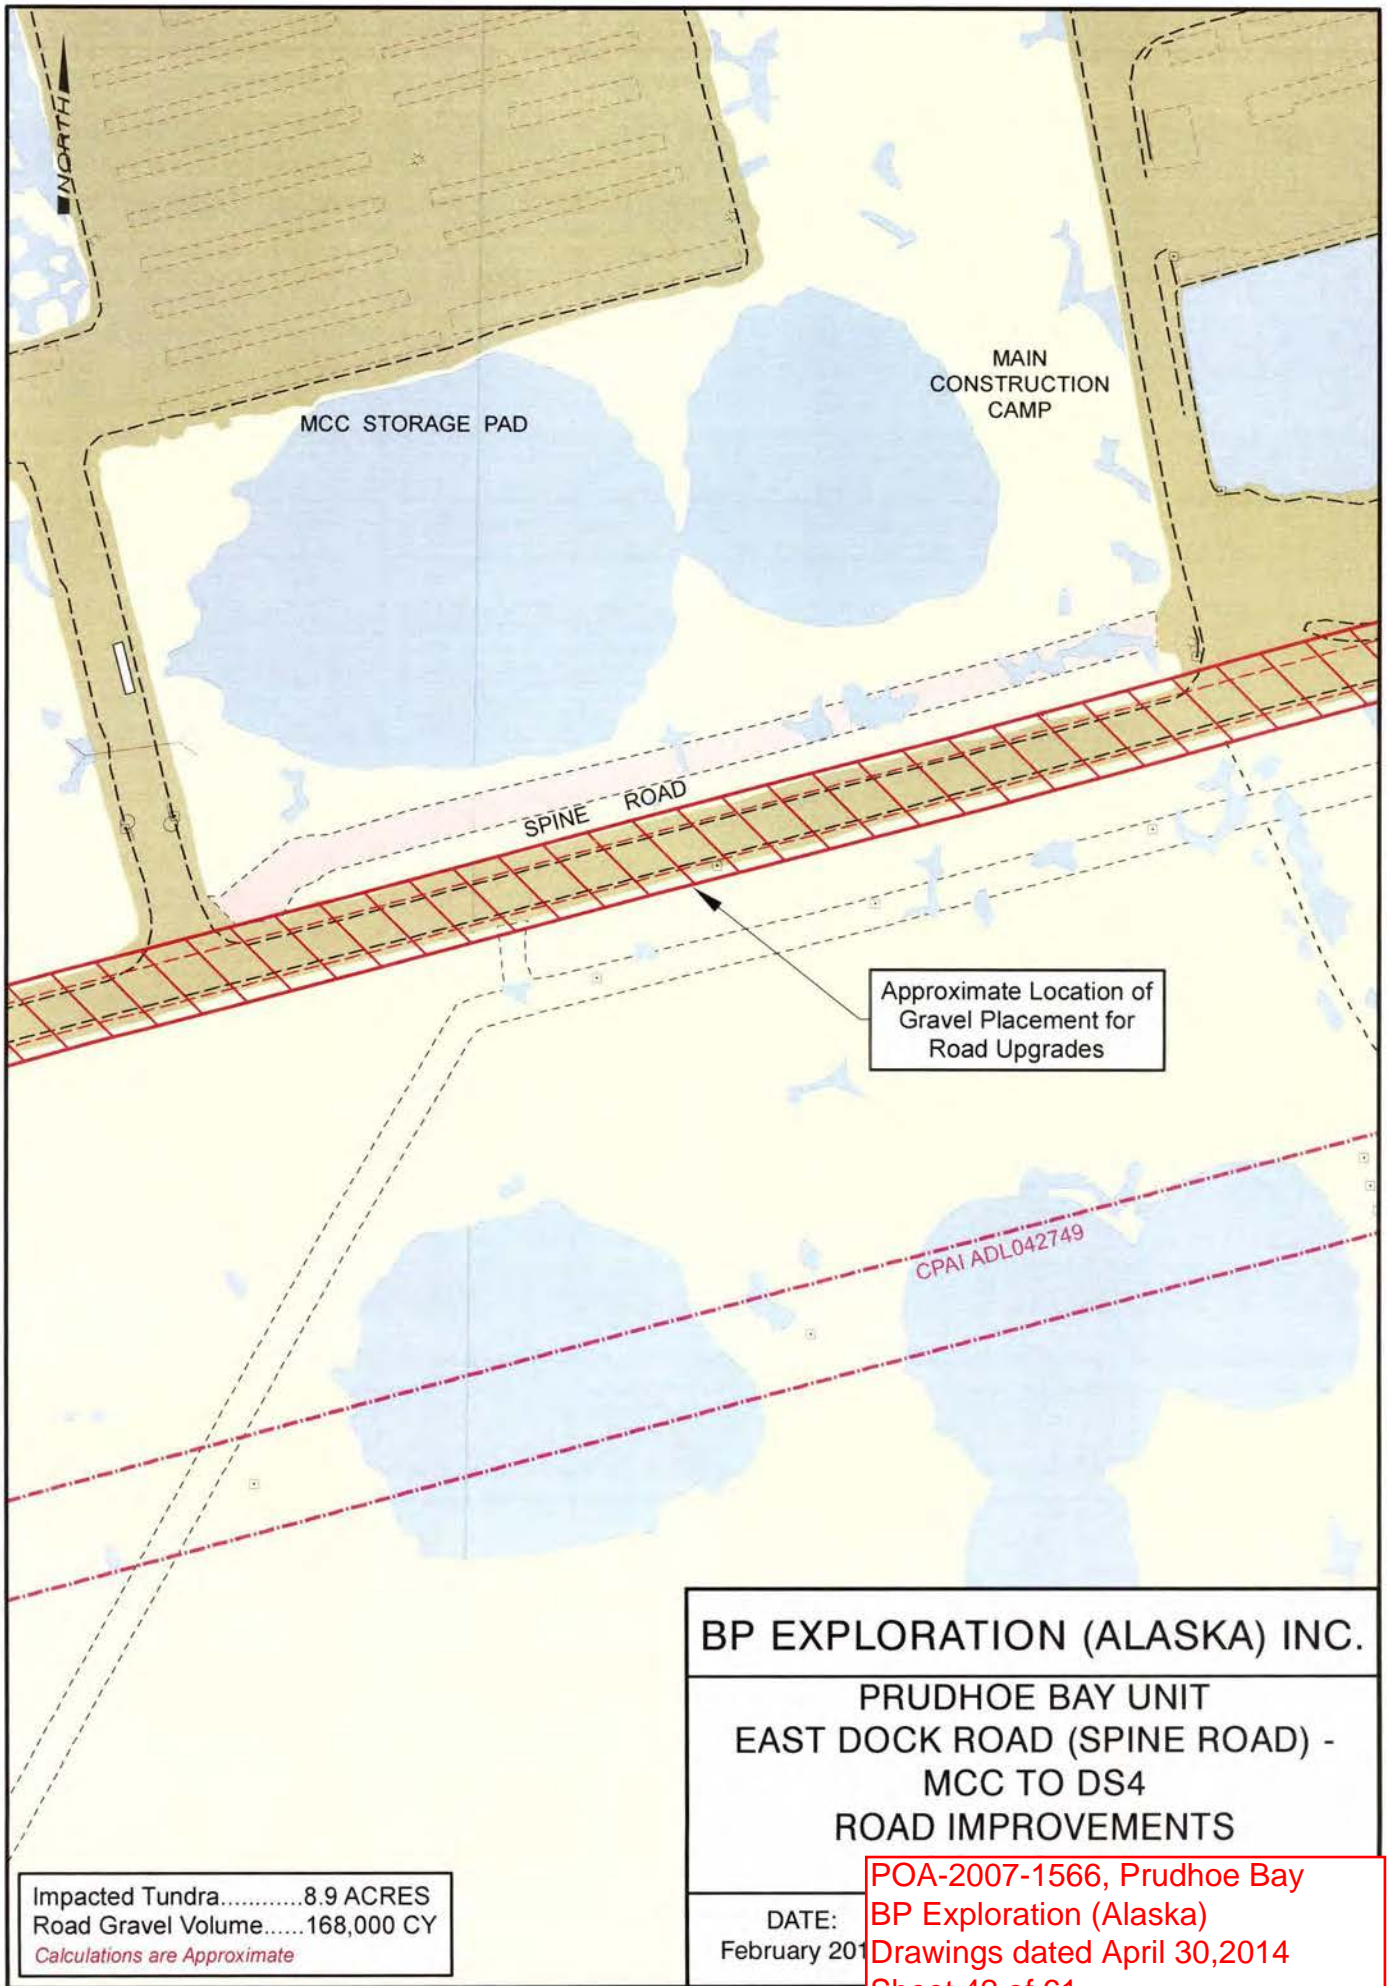 NORTH
MAIN
CONSTRUCTION
CAMP
MCC STORAGE PAD
SPINE ROAD
Approximate Location of
Gravel Placement for
Road Upgrades
CPAI ADL042749
BP EXPLORATION (ALASKA) INC.
PRUDHOE BAY UNIT
EAST DOCK ROAD (SPINE ROAD) -
MCC TO DS4
ROAD IMPROVEMENTS
Impacted Tundra............8.9 ACRES
Road Gravel Volume......168,000 CY
Calculations are Approximate
DATE:
February 201
POA-2007-1566, Prudhoe Bay
BP Exploration (Alaska)
Drawings dated April 30,2014